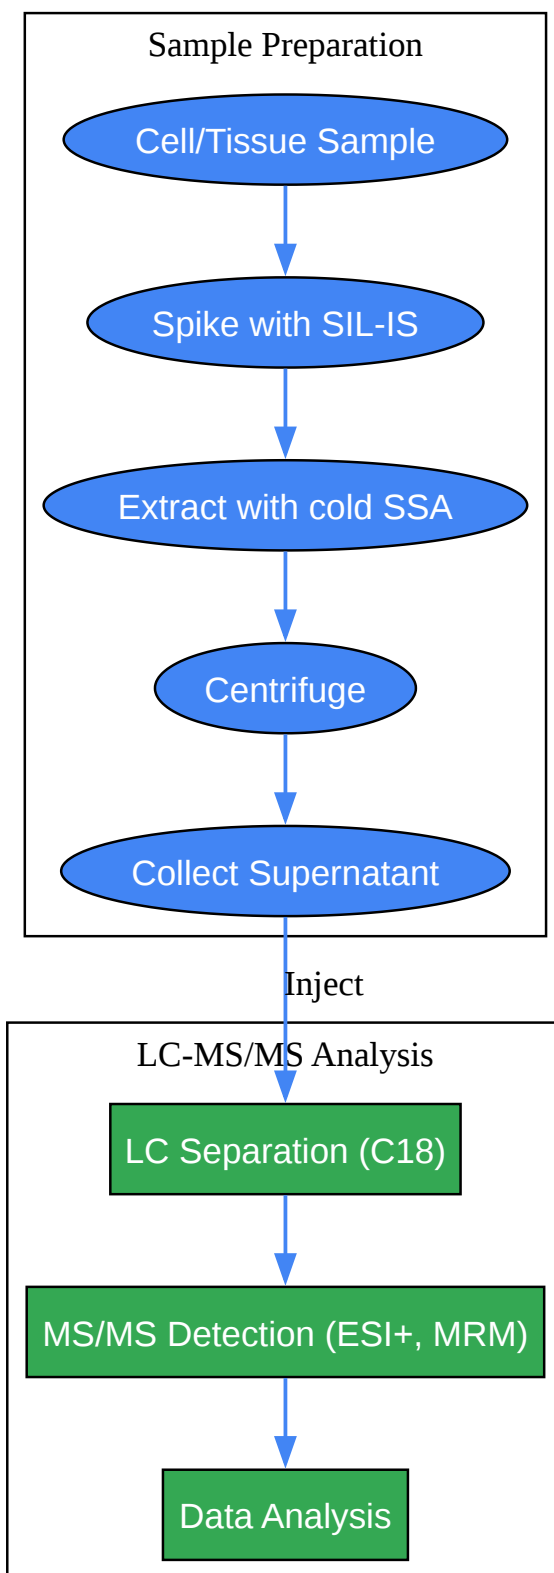 Sample Preparation
Cell/Tissue Sample
Spike with SIL-IS
Extract with cold SSA
Centrifuge
Collect Supernatant
Inject
LC-MS/MS Analysis
LC Separation (C18)
MS/MS Detection (ESI+, MRM)
Data Analysis